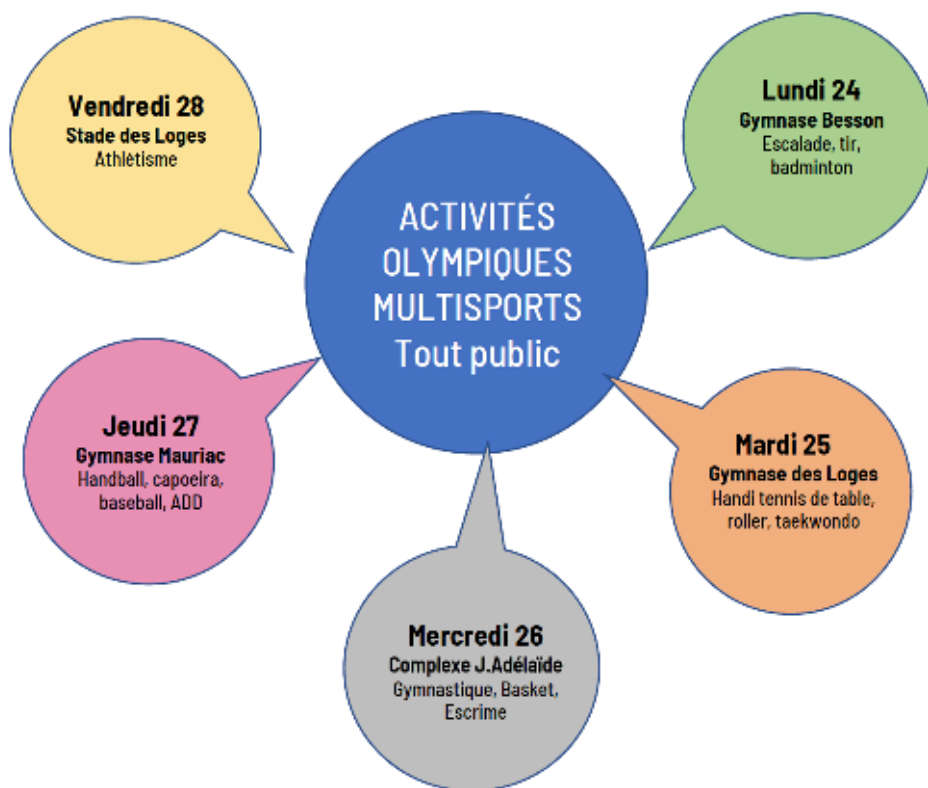 ACTIVITÉS
OLYMPIQUES
MULTISPORTS
Tout public
Lundi 24
Gymnase Besson
Escalade, tir,
badminton
Mardi 25
Gymnase des Loges
Handi tennis de table,
roller, taekwondo
Mercredi 26
Complexe J.Adélaïde
Gymnastique, Basket,
Escrime
Jeudi 27
Gymnase Mauriac
Handball, capoeira,
baseball, ADD
Vendredi 28
Stade des Loges
Athlétisme